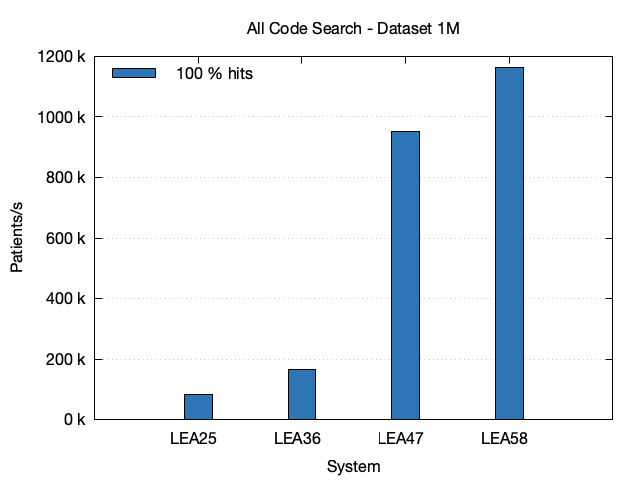 All Code Search - Dataset 1M
1200 k
100 % hits
1000 k
800 k
600 k
400 k
200 k
0 k
Patients/s
LEA25 LEA36 LEA47 LEA58
System